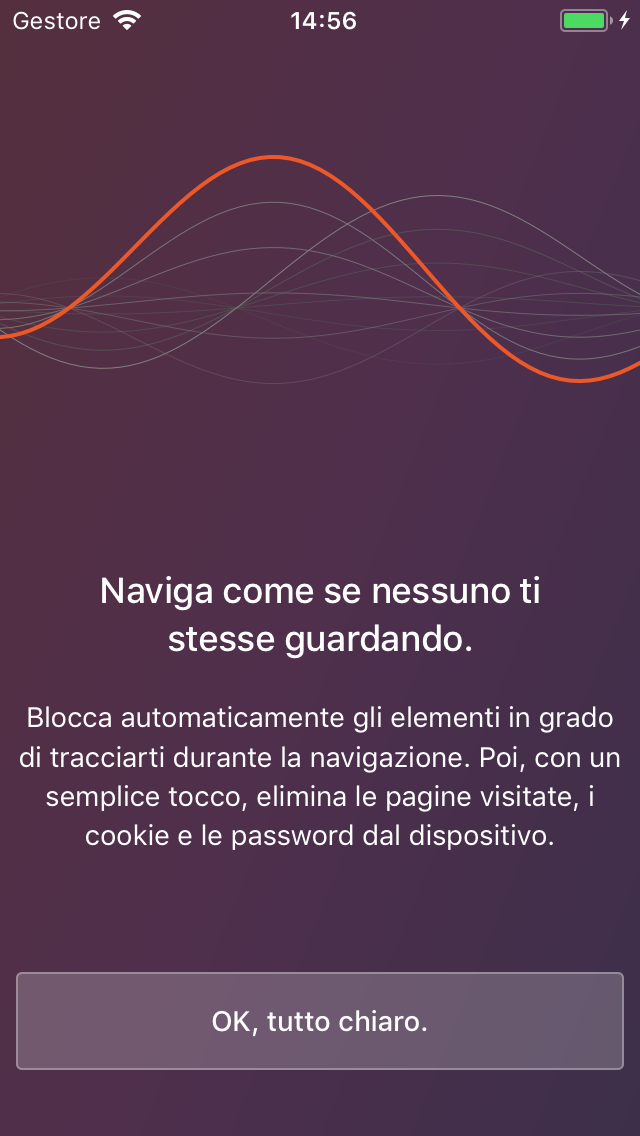 Gestore 14:56
Naviga come se nessuno ti
stesse guardando.
Blocca automaticamente gli elementi in grado
di tracciarti durante la navigazione. Poi, con un
semplice tocco, elimina le pagine visitate, i
cookie e le password dal dispositivo.
OK, tutto chiaro.